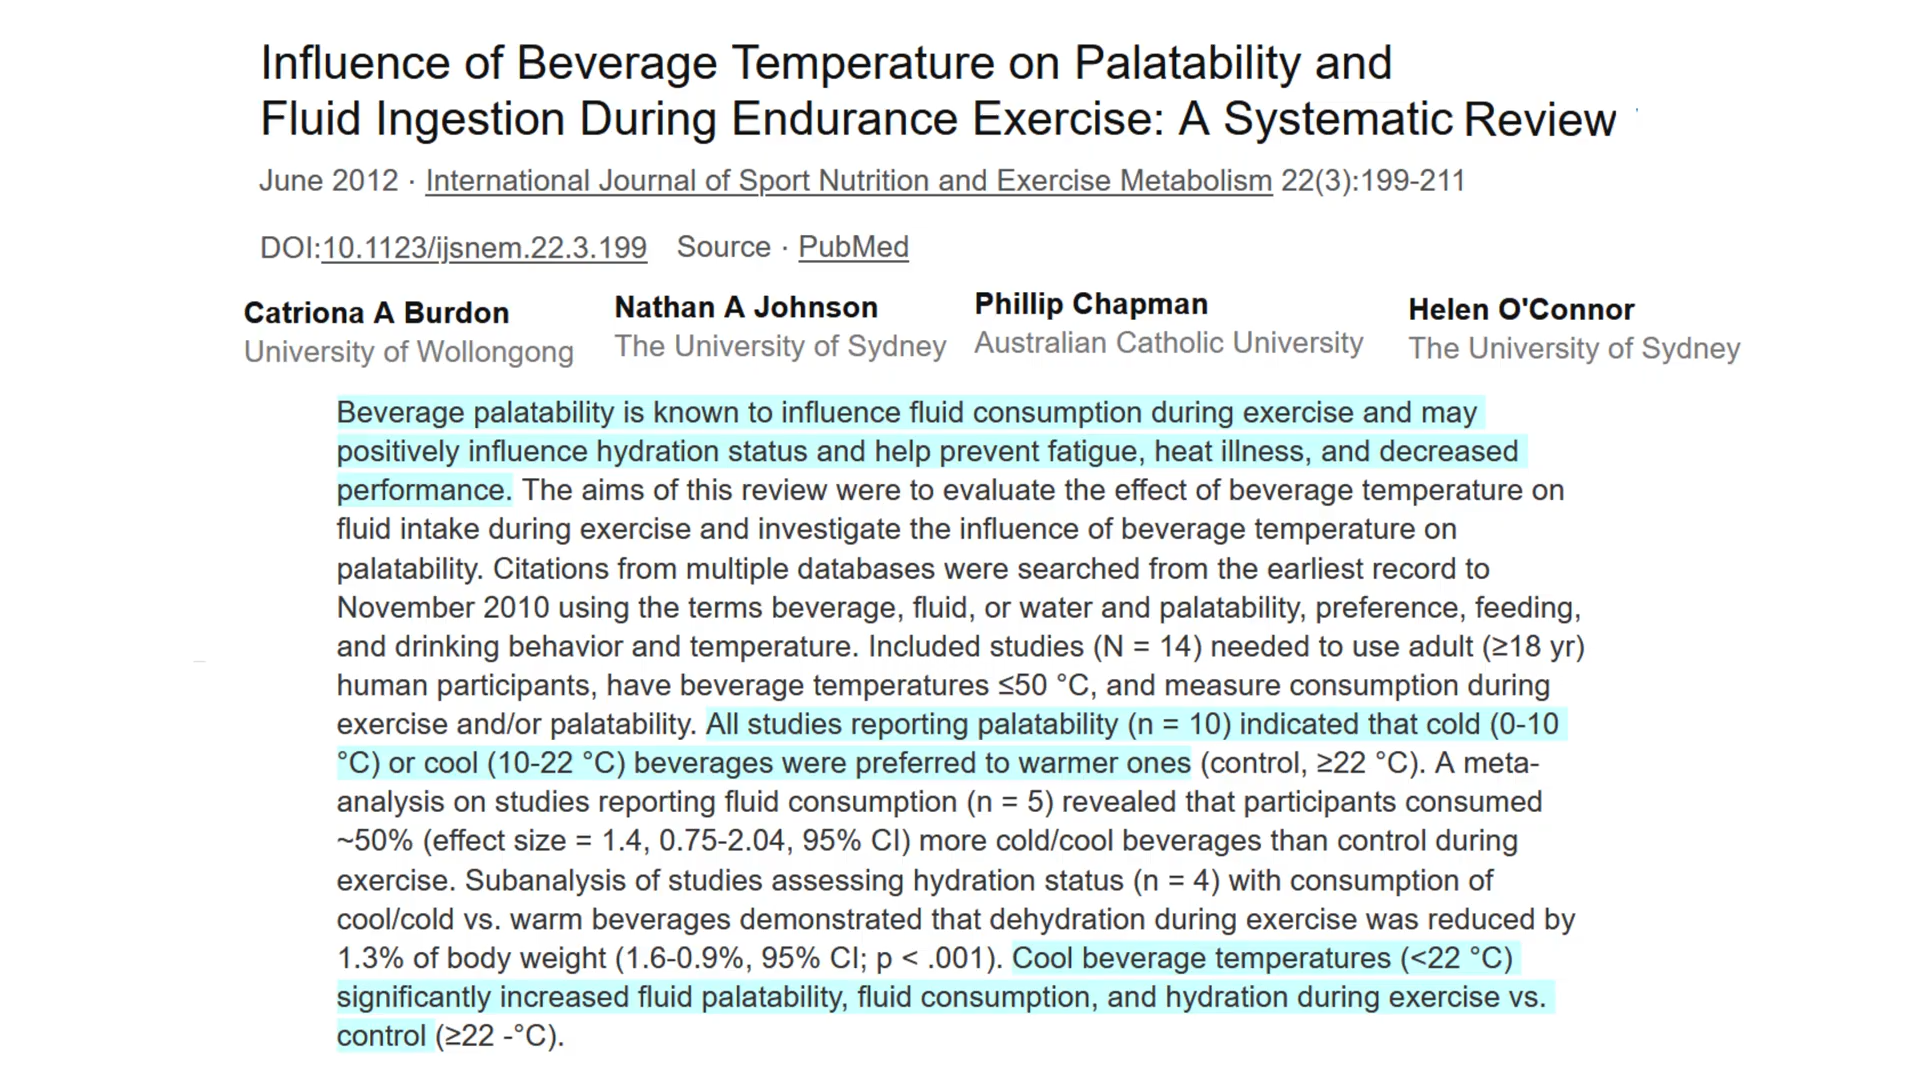 Influence of Beverage Temperature on Palatability and
Fluid Ingestion During Endurance Exercise: A Systematic Review
June 2012 · International Journal of Sport Nutrition and Exercise Metabolism 22(3):199-211
DOI:10.1123/ijsnem.22.3.199 Source · PubMed
Catriona A Burdon
University of Wollongong
Nathan A Johnson
The University of Sydney
Phillip Chapman
Australian Catholic University
Helen O'Connor
The University of Sydney
Beverage palatability is known to influence fluid consumption during exercise and may
positively influence hydration status and help prevent fatigue, heat illness, and decreased
performance. The aims of this review were to evaluate the effect of beverage temperature on
fluid intake during exercise and investigate the influence of beverage temperature on
palatability. Citations from multiple databases were searched from the earliest record to
November 2010 using the terms beverage, fluid, or water and palatability, preference, feeding,
and drinking behavior and temperature. Included studies (N = 14) needed to use adult (≥18 yr)
human participants, have beverage temperatures ≤50 °C, and measure consumption during
exercise and/or palatability. All studies reporting palatability (n = 10) indicated that cold (0-10
°C) or cool (10-22 °C) beverages were preferred to warmer ones (control, ≥22 °C). A meta-
analysis on studies reporting fluid consumption (n = 5) revealed that participants consumed
~50% (effect size = 1.4, 0.75-2.04, 95% CI) more cold/cool beverages than control during
exercise. Subanalysis of studies assessing hydration status (n = 4) with consumption of
cool/cold vs. warm beverages demonstrated that dehydration during exercise was reduced by
1.3% of body weight (1.6-0.9%, 95% CI; p < .001). Cool beverage temperatures (<22 °C)
significantly increased fluid palatability, fluid consumption, and hydration during exercise vs.
control (≥22 -°C).